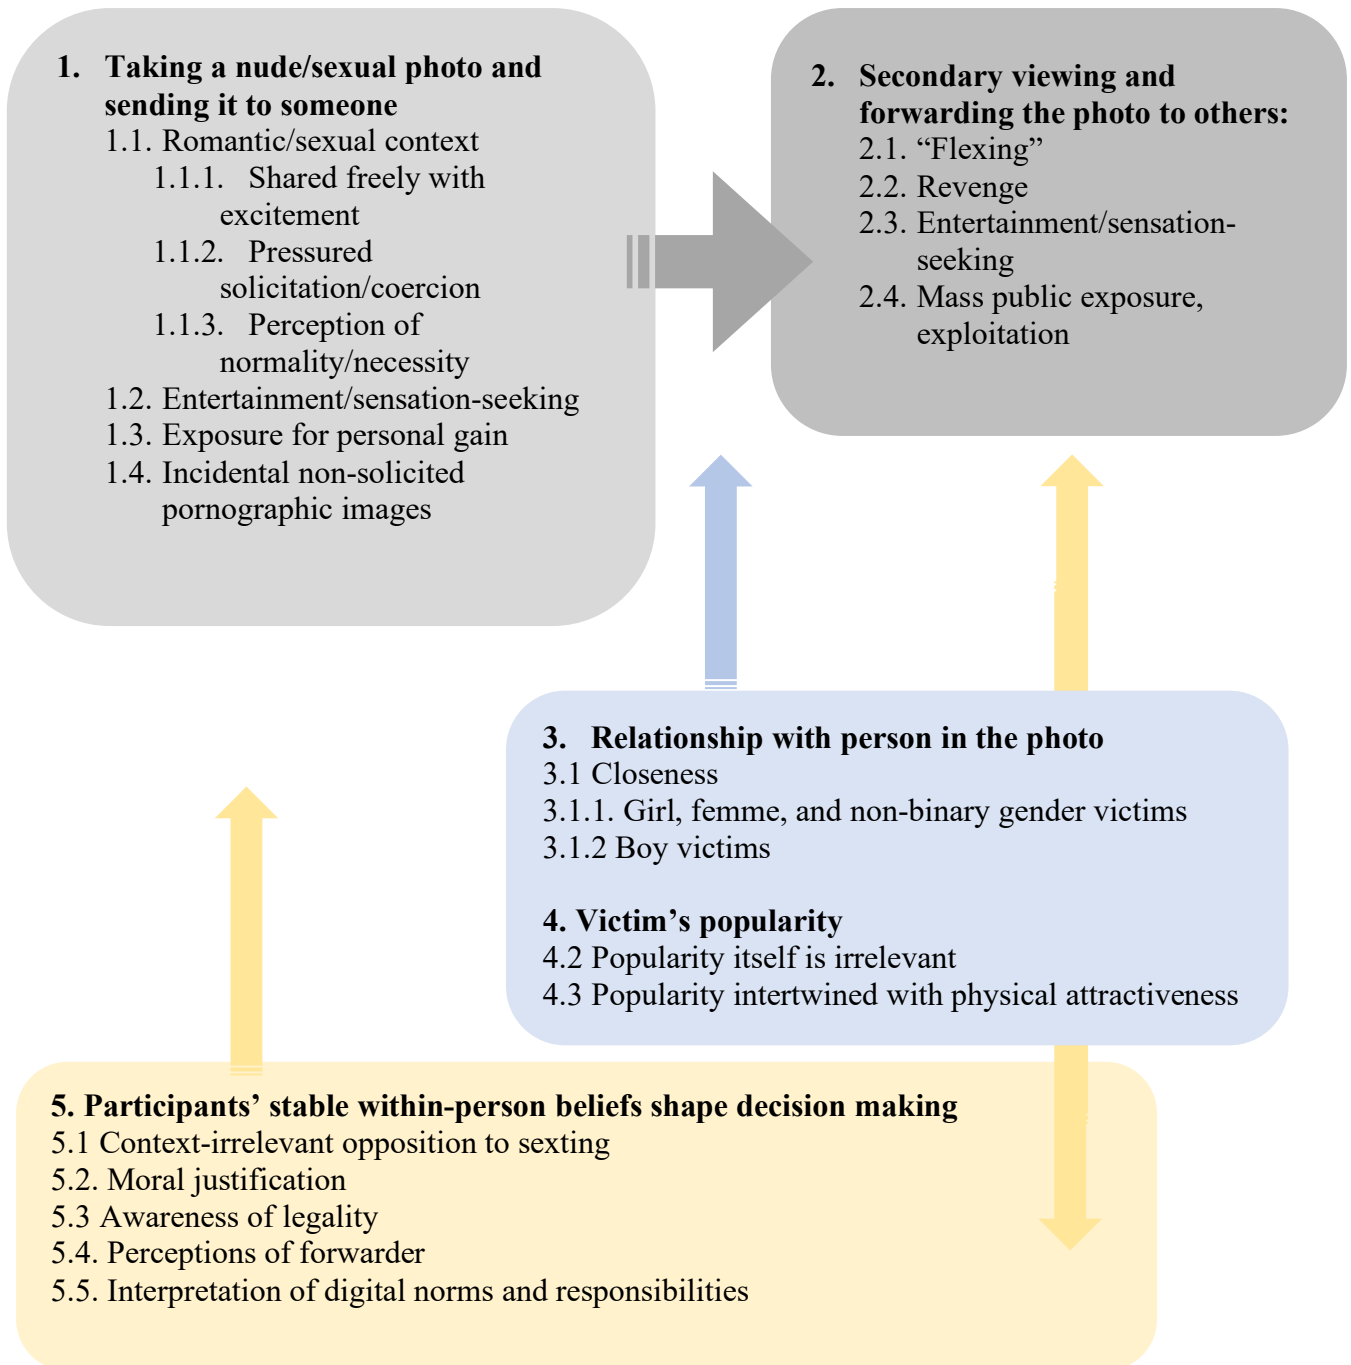 1. Taking a nude/sexual photo and
sending it to someone
1.1. Romantic/sexual context
1.1.1. Shared freely with
excitement
1.1.2. Pressured
solicitation/coercion
1.1.3. Perception of
normality/necessity
1.2. Entertainment/sensation-seeking
1.3. Exposure for personal gain
1.4. Incidental non-solicited
pornographic images
2. Secondary viewing and
forwarding the photo to others:
2.1. “Flexing”
2.2. Revenge
2.3. Entertainment/sensation-
seeking
2.4. Mass public exposure,
exploitation
3. Relationship with person in the photo
3.1 Closeness
3.1.1. Girl, femme, and non-binary gender victims
3.1.2 Boy victims
4. Victim’s popularity
4.2 Popularity itself is irrelevant
4.3 Popularity intertwined with physical attractiveness
5. Participants’ stable within-person beliefs shape decision making
5.1 Context-irrelevant opposition to sexting
5.2. Moral justification
5.3 Awareness of legality
5.4. Perceptions of forwarder
5.5. Interpretation of digital norms and responsibilities